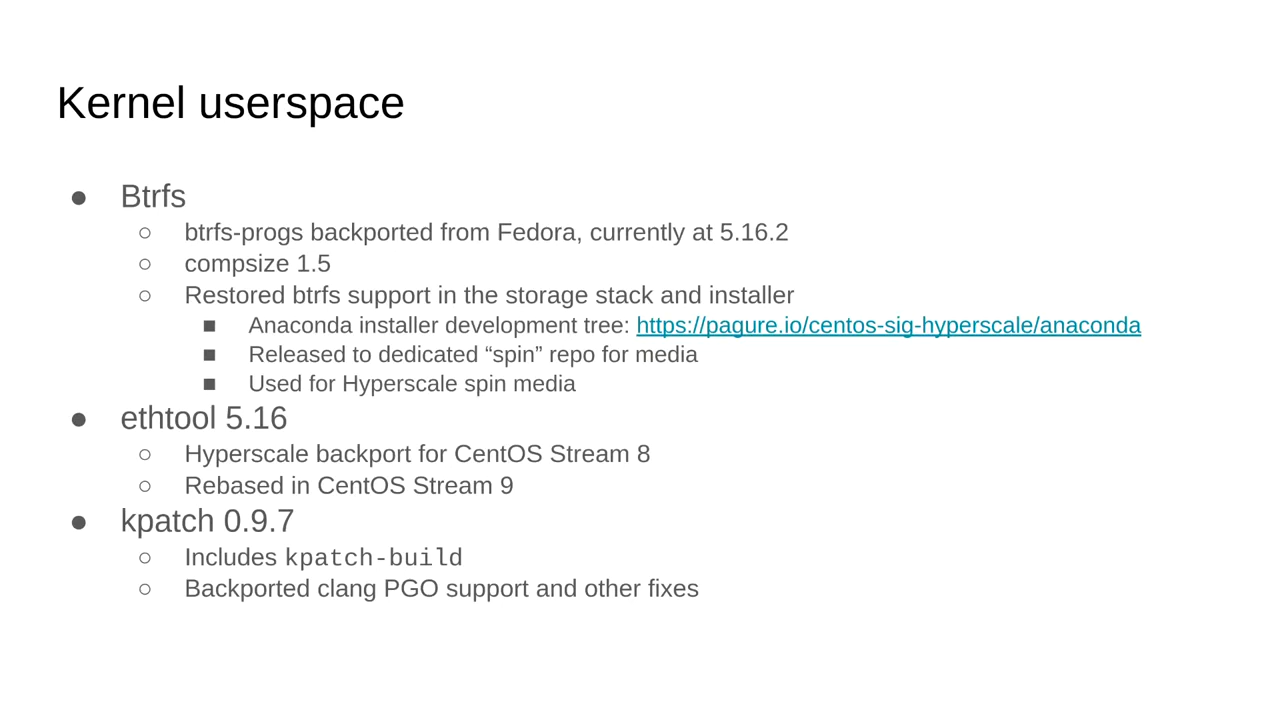 Kernel userspace
● Btrfs
○ btrfs-progs backported from Fedora, currently at 5.16.2
○ compsize 1.5
○ Restored btrfs support in the storage stack and installer
■ Anaconda installer development tree: https://pagure.io/centos-sig-hyperscale/anaconda
■ Released to dedicated “spin” repo for media
■ Used for Hyperscale spin media
● ethtool 5.16
○ Hyperscale backport for CentOS Stream 8
○ Rebased in CentOS Stream 9
● kpatch 0.9.7
○ Includes kpatch-build
○ Backported clang PGO support and other fixes